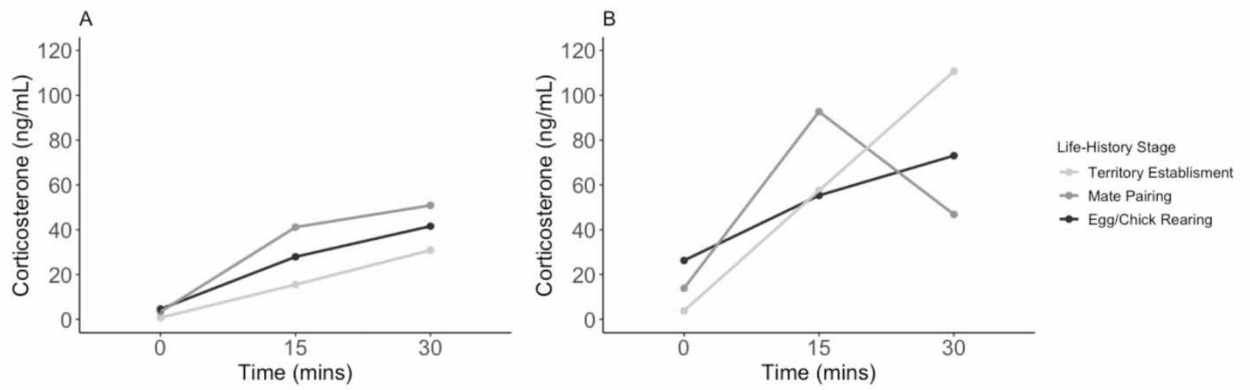 A
120
100
80
60
40
20
0
Corticosterone (ng/mL)
0 15 30
Time (mins)
B
120
100
80
60
40
20
0
Corticosterone (ng/mL)
0 15 30
Time (mins)
Life-History Stage
Territory Establisment
Mate Pairing
Egg/Chick Rearing